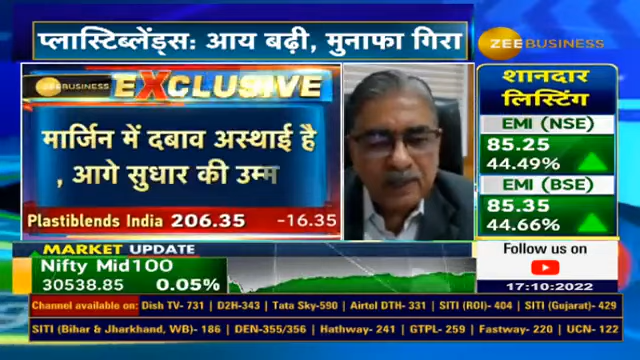 प्लास्टिब्लेंड्स: आय बढ़ी, मुनाफा गिरा
ZEEBUSINESS
ZEEBUSINESS
EXCLUSIVE
मार्जिन में दबाव अस्थाई है
, आगे सुधार की उम्म
Plastiblends India 206.35 -16.35
शानदार
लिस्टिंग
EMI (NSE)
85.25
44.49%
EMI (BSE)
85.35
44.66%
MARKET UPDATE
Nifty Mid100
30538.85 0.05%
Follow us on
17:10:2022
Channel available on: Dish TV- 731 | D2H-343 | Tata Sky-590 | Airtel DTH- 331 | SITI (ROI)- 404 | SITI (Gujarat)- 429
SITI (Bihar & Jharkhand, WB)- 186 | DEN-355/356 | Hathway- 241 | GTPL- 259 | Fastway- 220 | UCN- 122